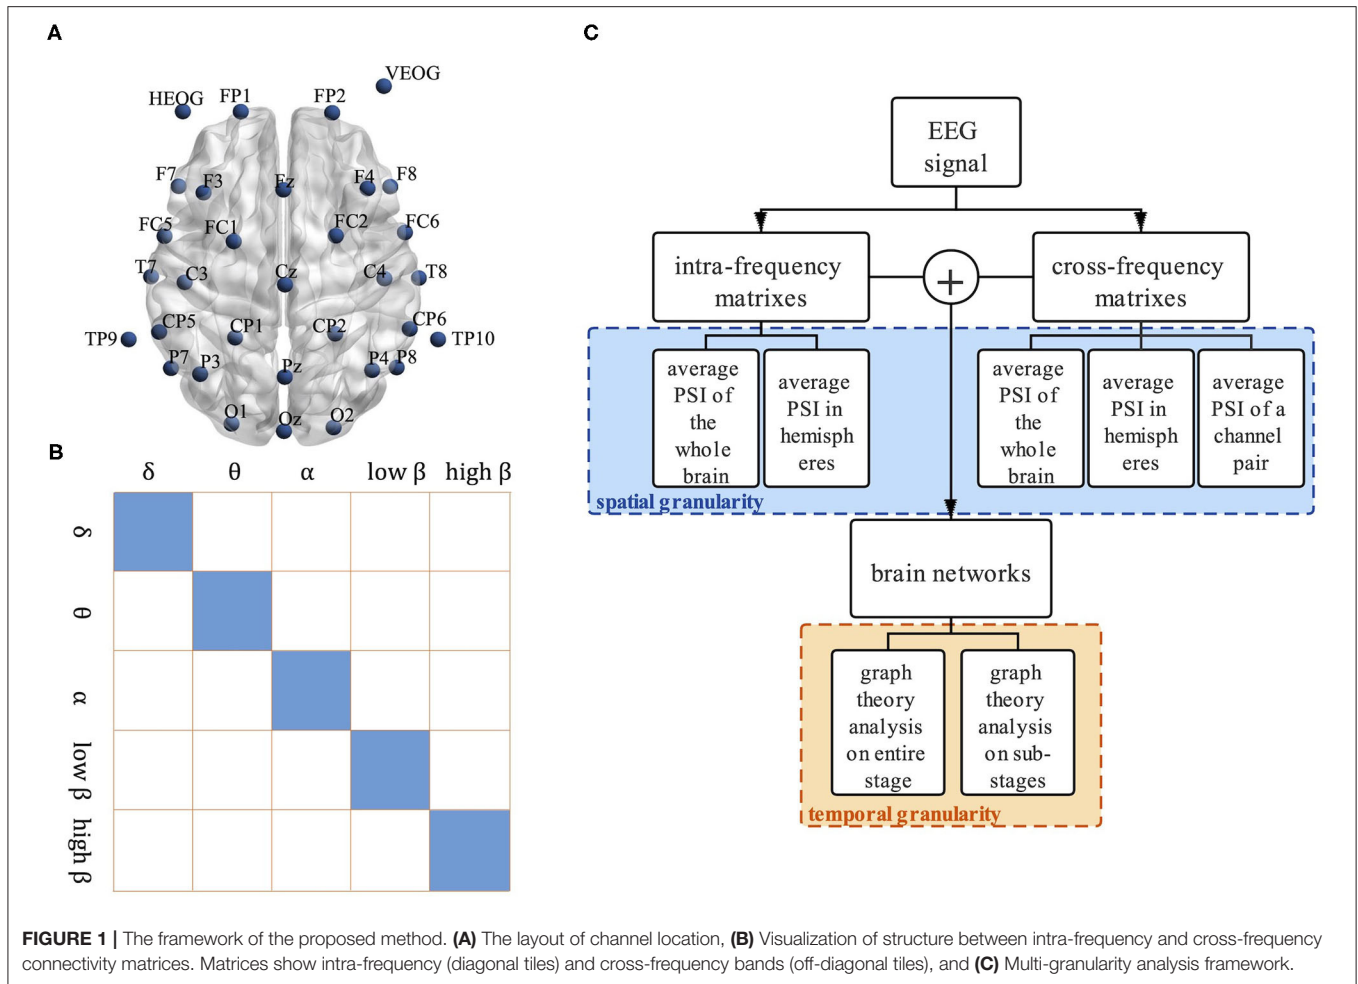 A
VEOG
HEOG
FP1
FP2
F7
F3
Fz
F4
F8
FC5
FC1
FC2
FC6
T7
C3
Cz
C4
T8
TP9
CP5
CP1
CP2
CP6
TP10
P7
P3
Pz
P4
P8
O1
Oz
O2
B
δ θ α low β high β
δ
θ
α
low β
high β
C
EEG
signal
intra-frequency
matrixes
+
cross-frequency
matrixes
average
PSI of
the
whole
brain
average
PSI in
hemisph
eres
average
PSI of
the
whole
brain
average
PSI in
hemisph
eres
average
PSI of a
channel
pair
spatial granularity
brain networks
graph
theory
analysis
on entire
stage
graph
theory
analysis
on sub-
stages
temporal granularity
FIGURE 1 | The framework of the proposed method. (A) The layout of channel location, (B) Visualization of structure between intra-frequency and cross-frequency
connectivity matrices. Matrices show intra-frequency (diagonal tiles) and cross-frequency bands (off-diagonal tiles), and (C) Multi-granularity analysis framework.